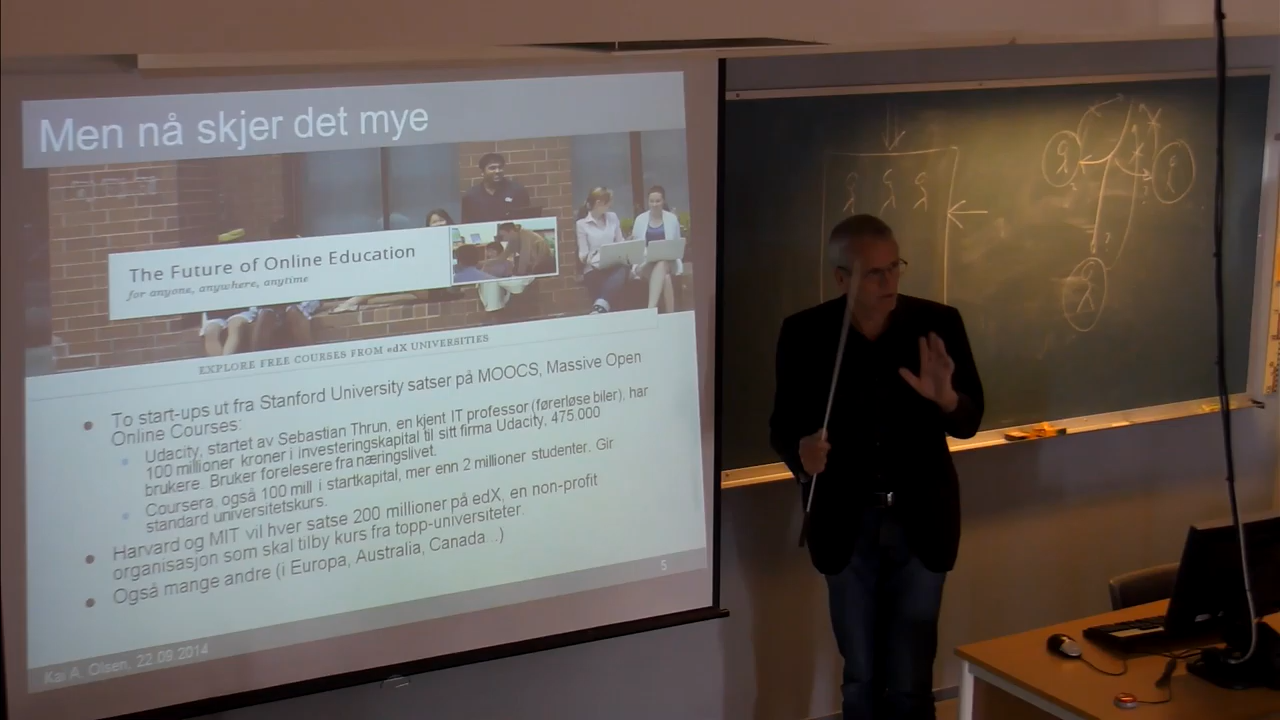 Men nå skjer det mye
The Future of Online Education
for anyone, anywhere, anytime
EXPLORE FREE COURSES FROM edX UNIVERSITIES
To start-ups ut fra Stanford University satser på MOOCS, Massive Open
Online Courses:
Udacity, startet av Sebastian Thrun, en kjent IT professor (førerløse biler), har
100 millioner kroner i Investeringskapital til sitt firma Udacity. 475.000
brukere. Bruker forelesere fra næringslivet.
Coursera, også 100 mill i startkapital, mer enn 2 millioner studenter. Gir
standard universitetskurs.
Harvard og MIT vil hver satse 200 millioner på edX, en non-profit
organisasjon som skal tilby kurs fra topp-universiteter.
Også mange andre (i Europa, Australia, Canada...)
5
Kai A. Olsen, 22.09.2014